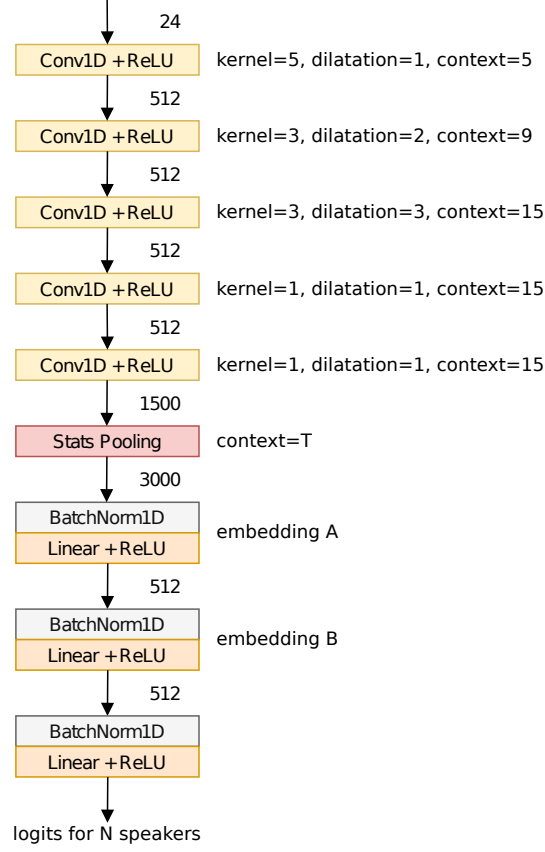 24
Conv1D + ReLU kernel=5, dilatation=1, context=5
512
Conv1D + ReLU kernel=3, dilatation=2, context=9
512
Conv1D + ReLU kernel=3, dilatation=3, context=15
512
Conv1D + ReLU kernel=1, dilatation=1, context=15
512
Conv1D + ReLU kernel=1, dilatation=1, context=15
1500
Stats Pooling context=T
3000
BatchNorm1D
embedding A
Linear + ReLU
512
BatchNorm1D
embedding B
Linear + ReLU
512
BatchNorm1D
Linear + ReLU
logits for N speakers